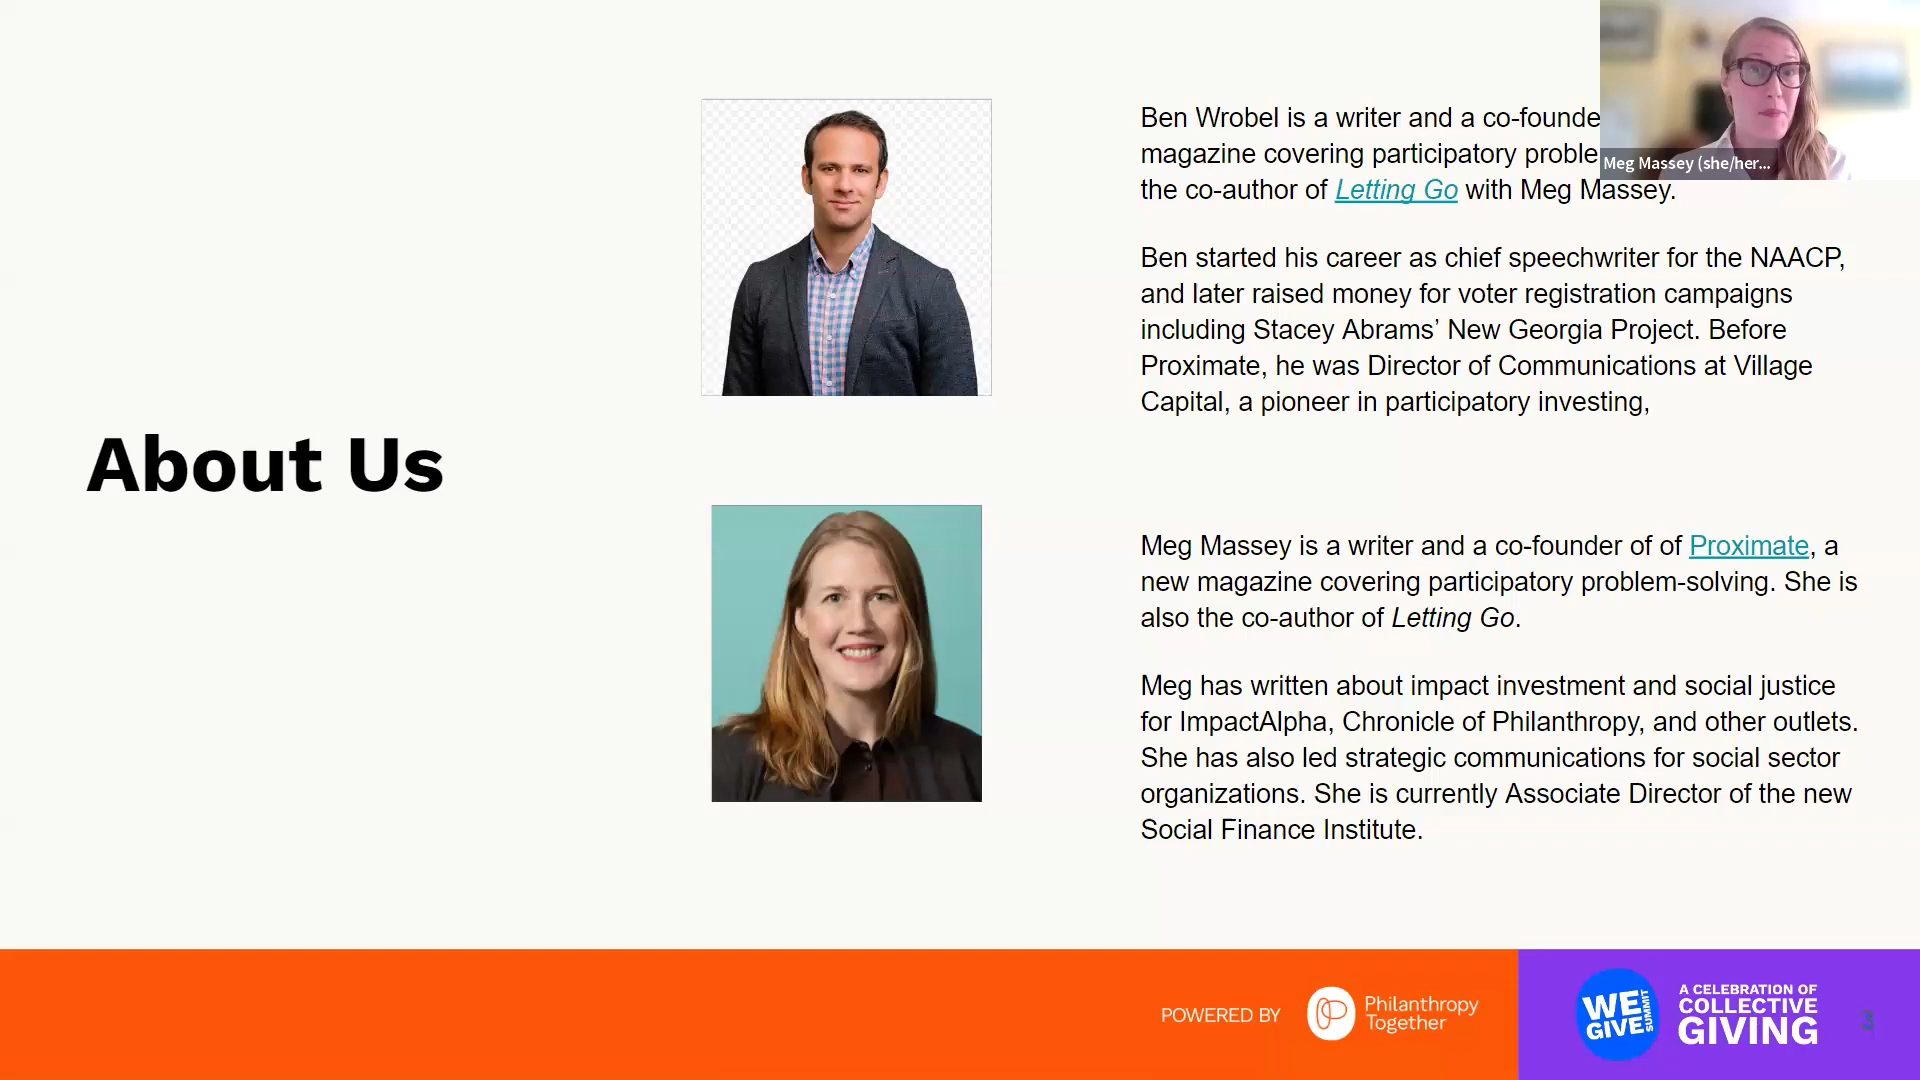 About Us
Ben Wrobel is a writer and a co-founde
magazine covering participatory proble
the co-author of Letting Go with Meg Massey.
Ben started his career as chief speechwriter for the NAACP,
and later raised money for voter registration campaigns
including Stacey Abrams’ New Georgia Project. Before
Proximate, he was Director of Communications at Village
Capital, a pioneer in participatory investing,
Meg Massey is a writer and a co-founder of of Proximate, a
new magazine covering participatory problem-solving. She is
also the co-author of Letting Go.
Meg has written about impact investment and social justice
for ImpactAlpha, Chronicle of Philanthropy, and other outlets.
She has also led strategic communications for social sector
organizations. She is currently Associate Director of the new
Social Finance Institute.
Meg Massey (she/her...
POWERED BY
Philanthropy
Together
WE
GIVE
SUMMIT
A CELEBRATION OF
COLLECTIVE
GIVING
3